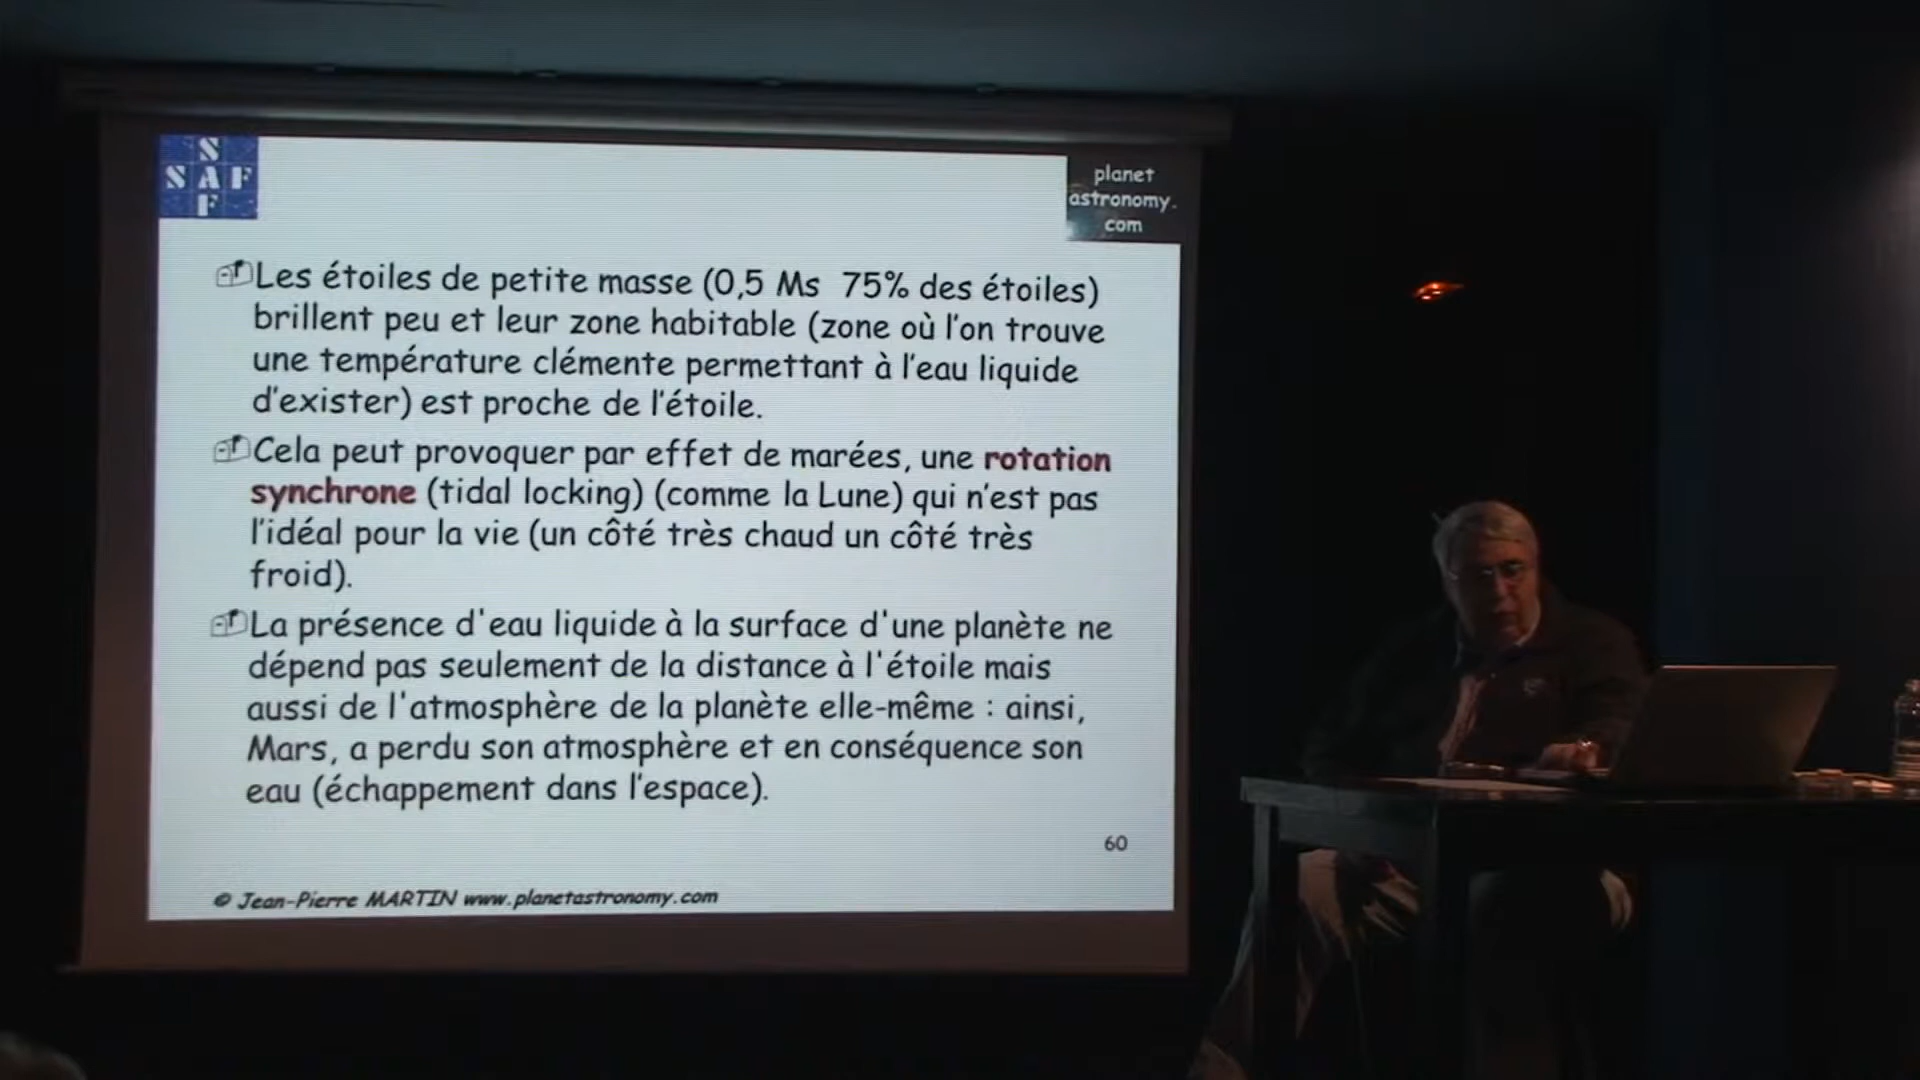 S
SAF
F
planet
astronomy.
com
Les étoiles de petite masse (0,5 Ms 75% des étoiles)
brillent peu et leur zone habitable (zone où l'on trouve
une température clémente permettant à l'eau liquide
d'exister) est proche de l'étoile.
Cela peut provoquer par effet de marées, une rotation
synchrone (tidal locking) (comme la Lune) qui n'est pas
l'idéal pour la vie (un côté très chaud un côté très
froid).
La présence d'eau liquide à la surface d'une planète ne
dépend pas seulement de la distance à l'étoile mais
aussi de l'atmosphère de la planète elle-même : ainsi,
Mars, a perdu son atmosphère et en conséquence son
eau (échappement dans l'espace).
60
© Jean-Pierre MARTIN www.planetastronomy.com